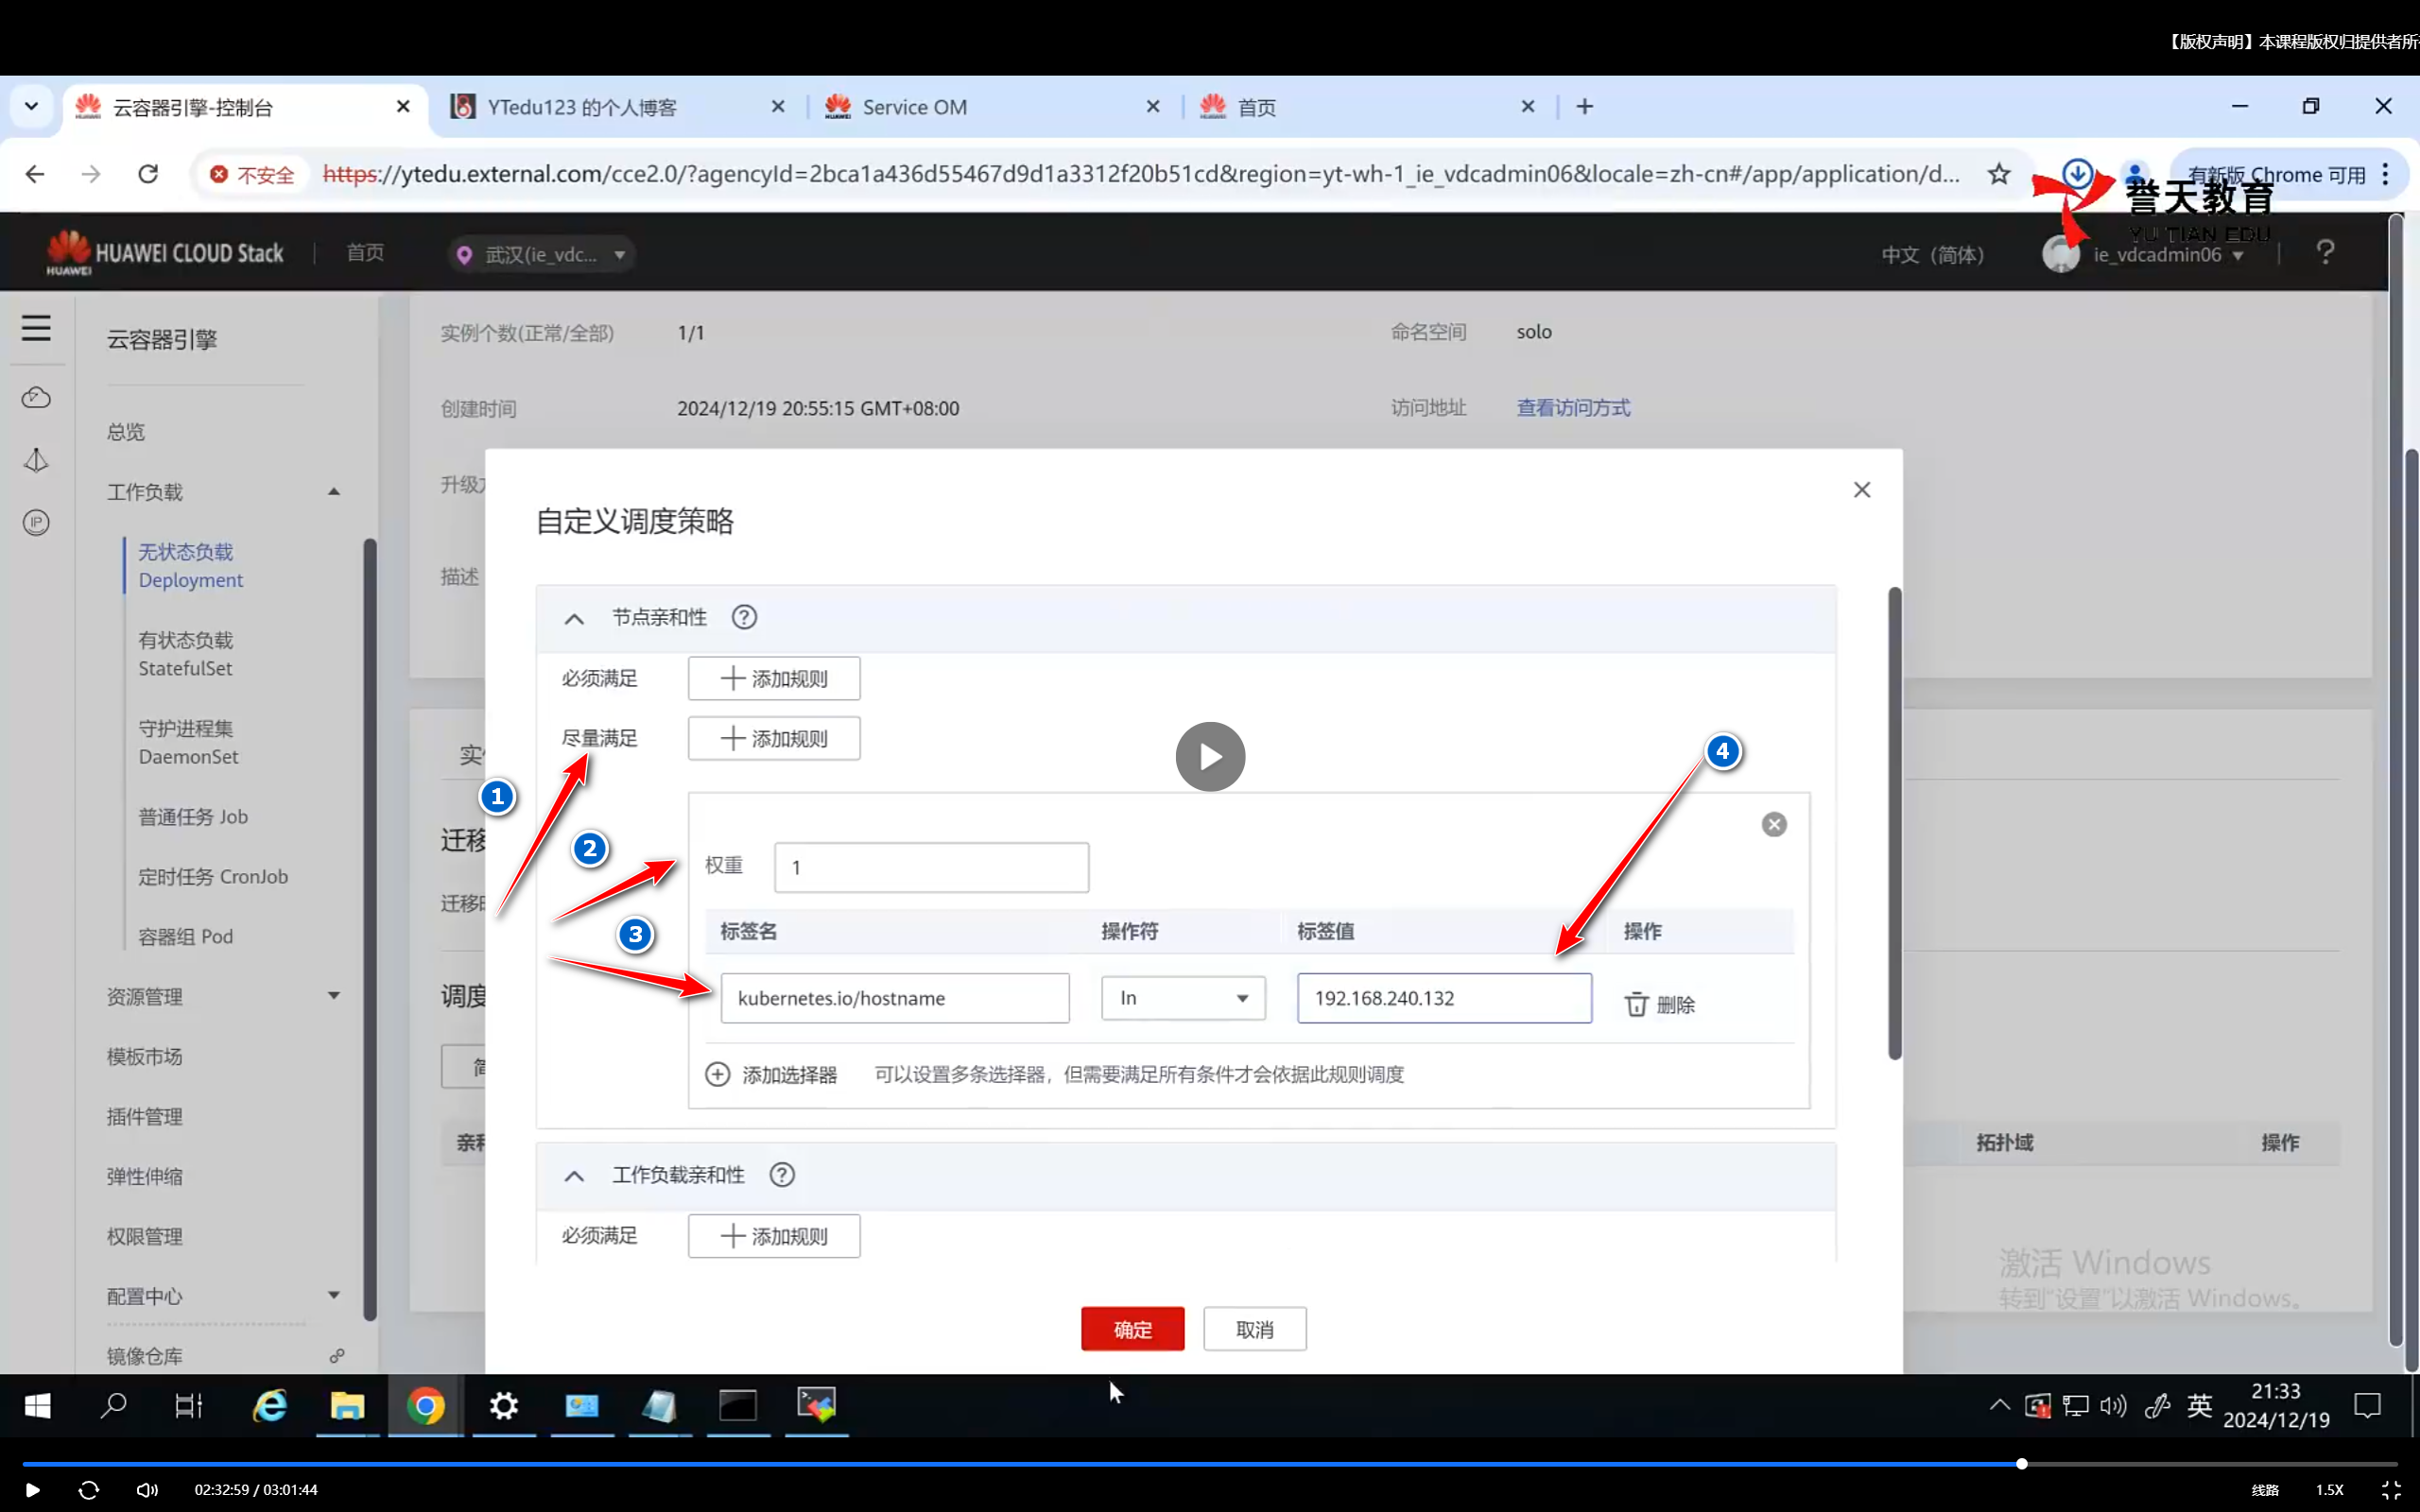 【版权声明】本课程版权归提供者所
云容器引擎-控制台
YTedu123 的个人博客
Service OM
首页
不安全
https://ytedu.external.com/cce2.0/?agencyId=2bca1a436d55467d9d1a3312f20b51cd&region=yt-wh-1_ie_vdcadmin06&locale=zh-cn#/app/application/d...
有新版 Chrome 可用
誉天教育
YU TIAN EDU
HUAWEI
HUAWEI CLOUD Stack
首页
武汉(ie_vdc...
中文（简体）
ie_vdcadmin06
?
云容器引擎
总览
工作负载
无状态负载
Deployment
有状态负载
StatefulSet
守护进程集
DaemonSet
普通任务 Job
定时任务 CronJob
容器组 Pod
资源管理
模板市场
插件管理
弹性伸缩
权限管理
配置中心
镜像仓库
IP
实例个数(正常/全部)
1/1
命名空间
solo
创建时间
2024/12/19 20:55:15 GMT+08:00
访问地址
查看访问方式
升级
描述
迁移
调度
拓扑域
操作
自定义调度策略
节点亲和性 ?
必须满足
添加规则
尽量满足
添加规则
1
2
3
4
权重
1
标签名
操作符
标签值
操作
kubernetes.io/hostname
In
192.168.240.132
删除
添加选择器
可以设置多条选择器，但需要满足所有条件才会依据此规则调度
工作负载亲和性 ?
必须满足
添加规则
确定
取消
激活 Windows
转到"设置"以激活 Windows。
英
21:33
2024/12/19
02:32:59 / 03:01:44
线路
1.5X